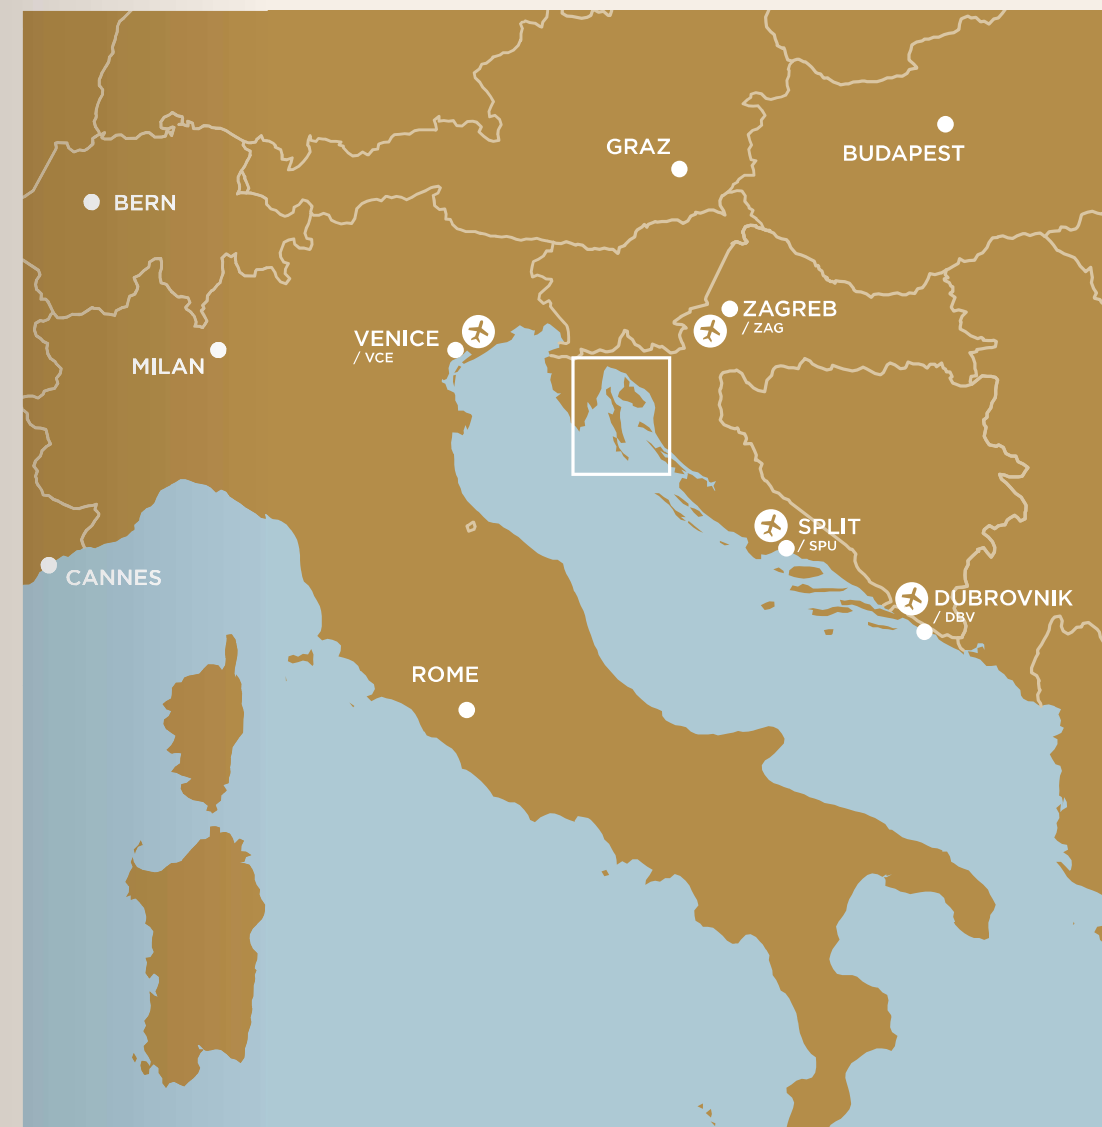 GRAZ
BUDAPEST
BERN
ZAGREB
/ ZAG
VENICE
/ VCE
MILAN
SPLIT
/ SPU
CANNES
DUBROVNIK
/ DBV
ROME